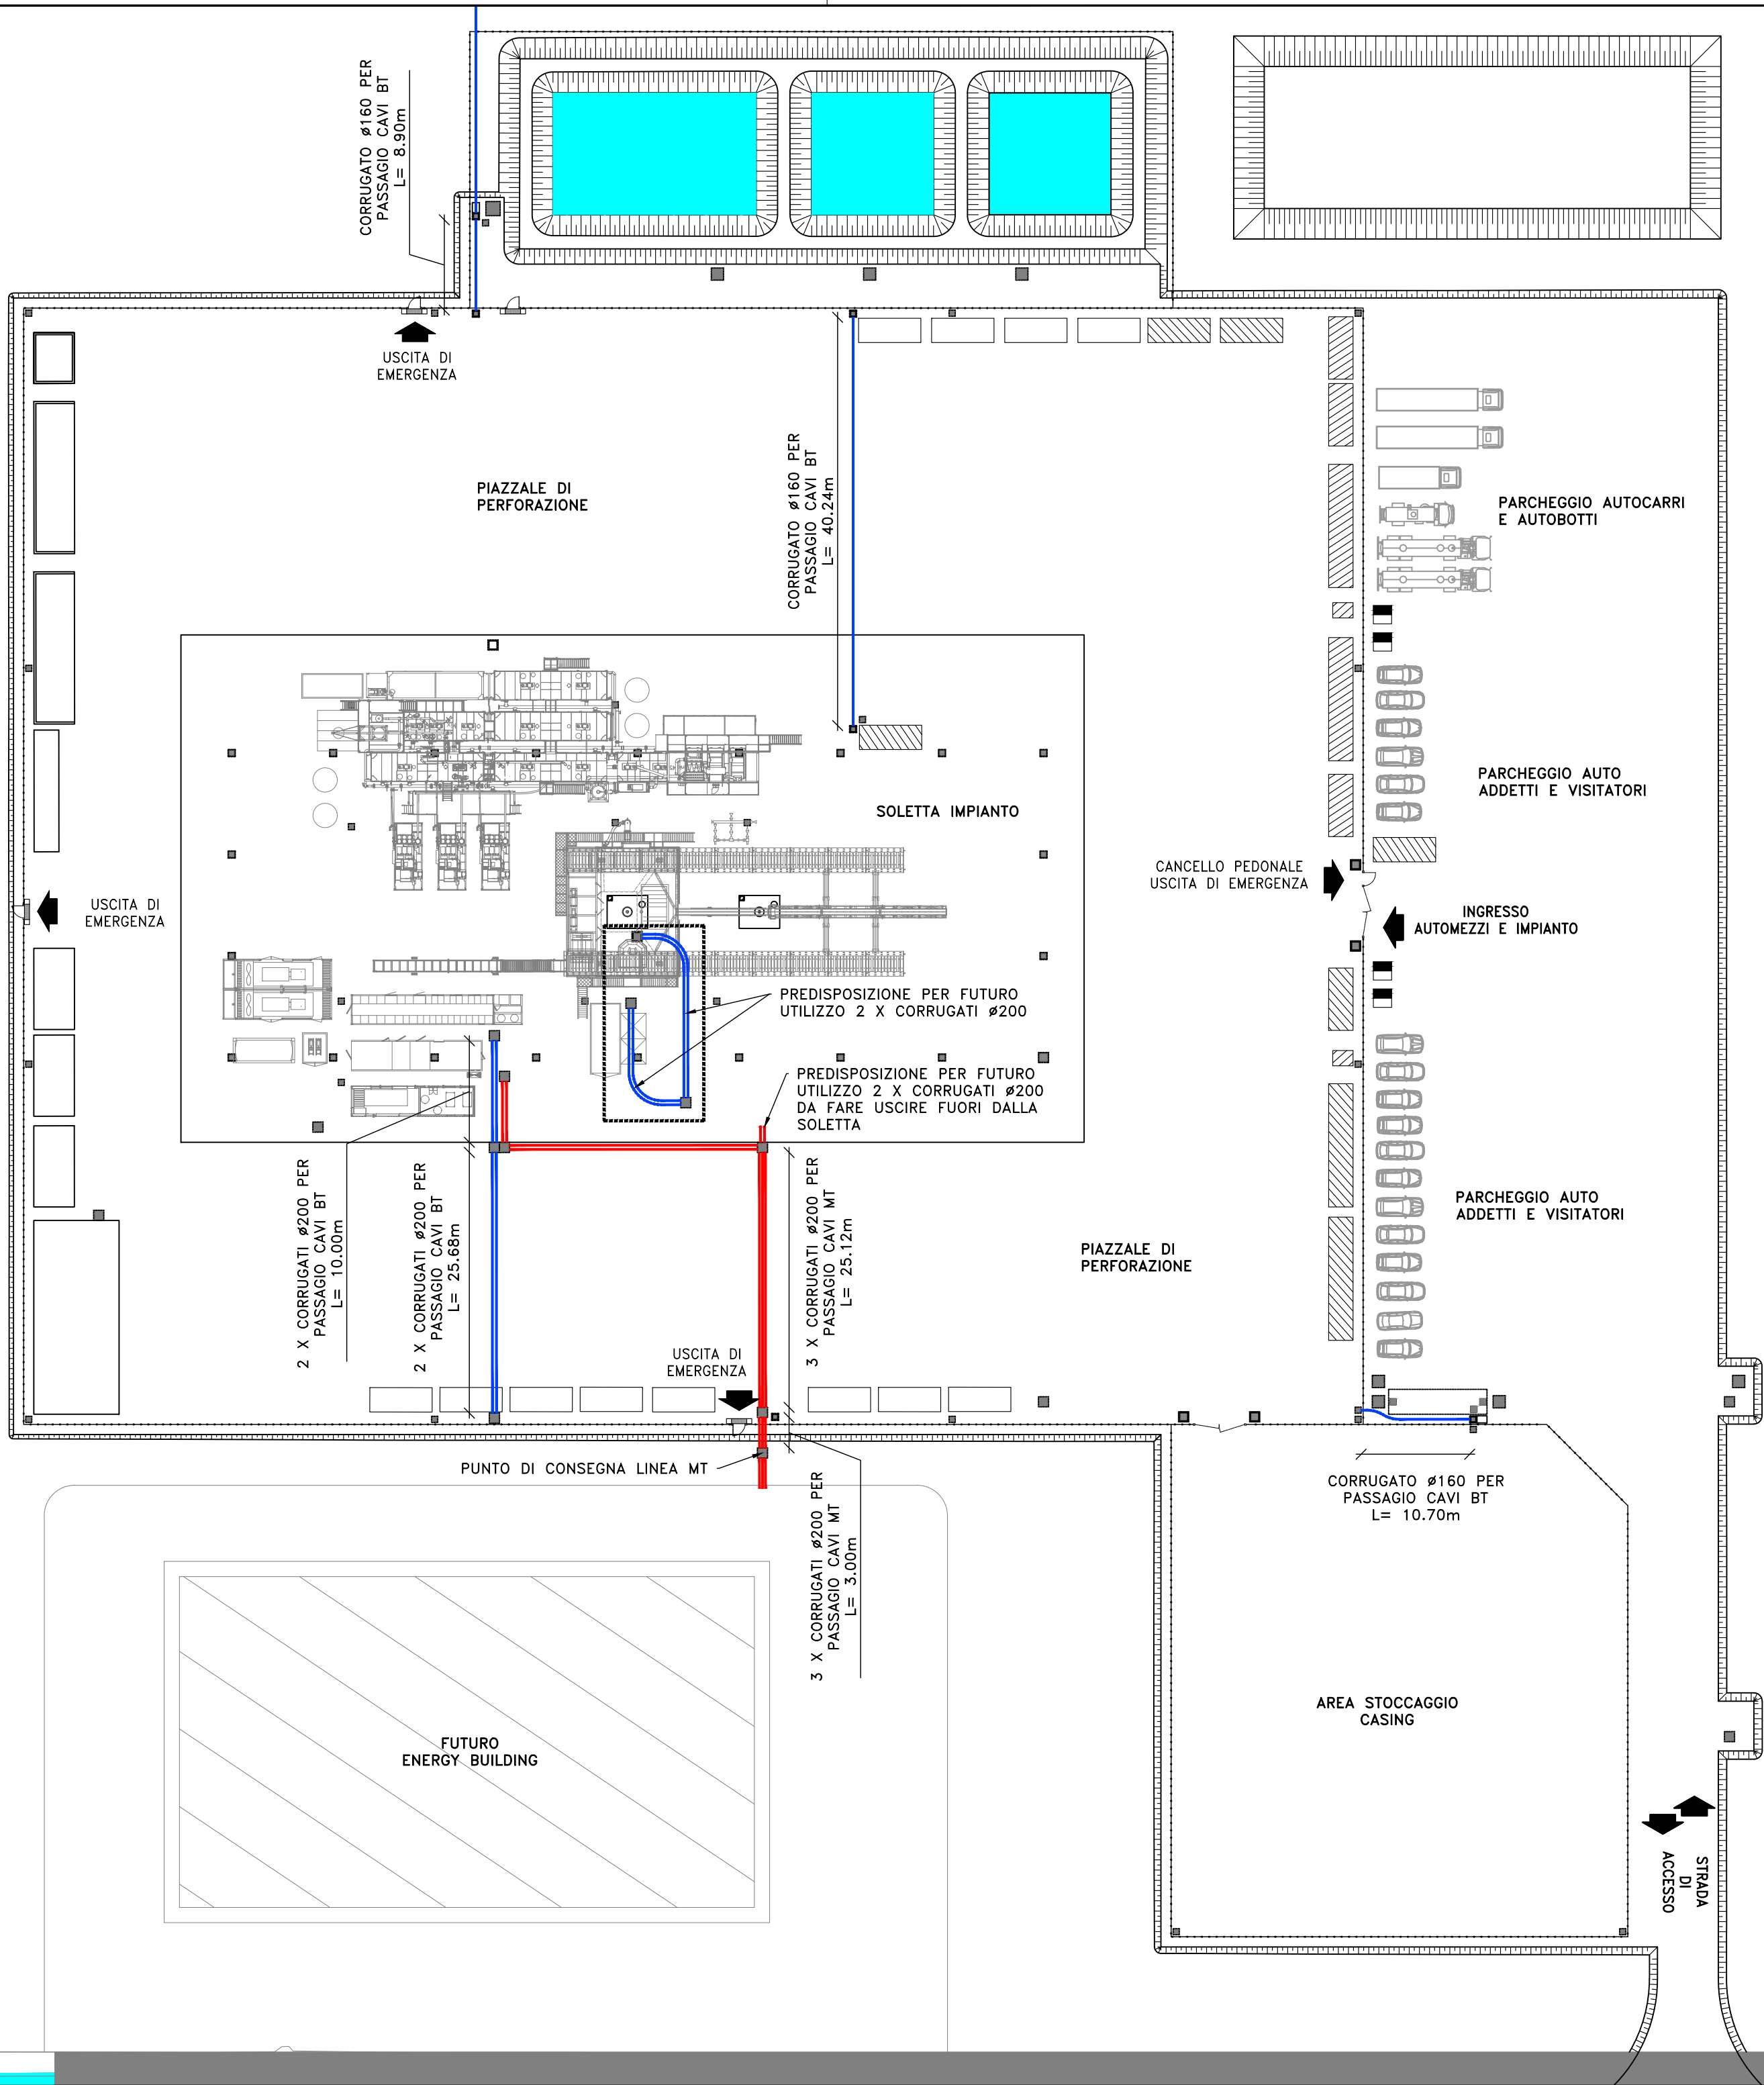 CORRUGATO ø160 PER
PASSAGIO CAVI BT
L= 8.90m
USCITA DI
EMERGENZA
PIAZZALE DI
PERFORAZIONE
CORRUGATO ø160 PER
PASSAGIO CAVI BT
L= 40.24m
PARCHEGGIO AUTOCARRI
E AUTOBOTTI
PARCHEGGIO AUTO
ADDETTI E VISITATORI
SOLETTA IMPIANTO
CANCELLO PEDONALE
USCITA DI EMERGENZA
USCITA DI
EMERGENZA
INGRESSO
AUTOMEZZI E IMPIANTO
PREDISPOSIZIONE PER FUTURO
UTILIZZO 2 X CORRUGATI ø200
PREDISPOSIZIONE PER FUTURO
UTILIZZO 2 X CORRUGATI ø200
DA FARE USCIRE FUORI DALLA
SOLETTA
2 X CORRUGATI ø200 PER
PASSAGIO CAVI BT
L= 10.00m
2 X CORRUGATI ø200 PER
PASSAGIO CAVI BT
L= 25.68m
3 X CORRUGATI ø200 PER
PASSAGIO CAVI MT
L= 25.12m
PARCHEGGIO AUTO
ADDETTI E VISITATORI
PIAZZALE DI
PERFORAZIONE
USCITA DI
EMERGENZA
PUNTO DI CONSEGNA LINEA MT
3 X CORRUGATI ø200 PER
PASSAGIO CAVI MT
L= 3.00m
CORRUGATO ø160 PER
PASSAGIO CAVI BT
L= 10.70m
AREA STOCCAGGIO
CASING
FUTURO
ENERGY BUILDING
STRADA
DI
ACCESSO